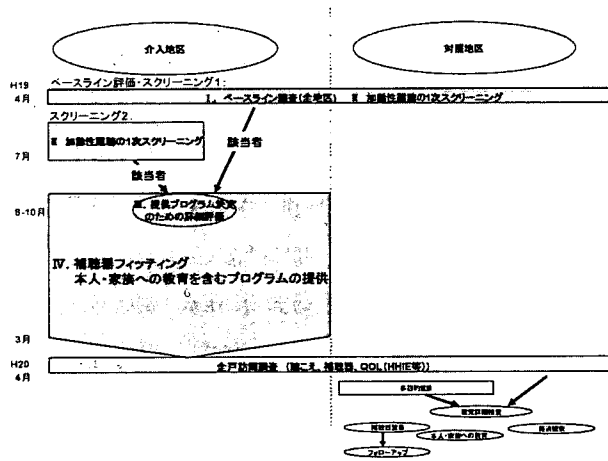 介入地区
対照地区
H19
4月
ベースライン評価・スクリーニング1:
Ⅰ. ベースライン調査(全地区) Ⅱ 加齢性難聴の1次スクリーニング
スクリーニング2.
Ⅱ 加齢性難聴の1次スクリーニング
7月
該当者
該当者
8-10月
Ⅲ. 提供プログラム決定
のための詳細評価
Ⅳ. 補聴器フィッティング
本人・家族への教育を含むプログラムの提供
3月
H20
4月
全戸訪問調査 (聞こえ、補聴器、QOL(HHIE等))
本人・家族への教育
フォローアップ